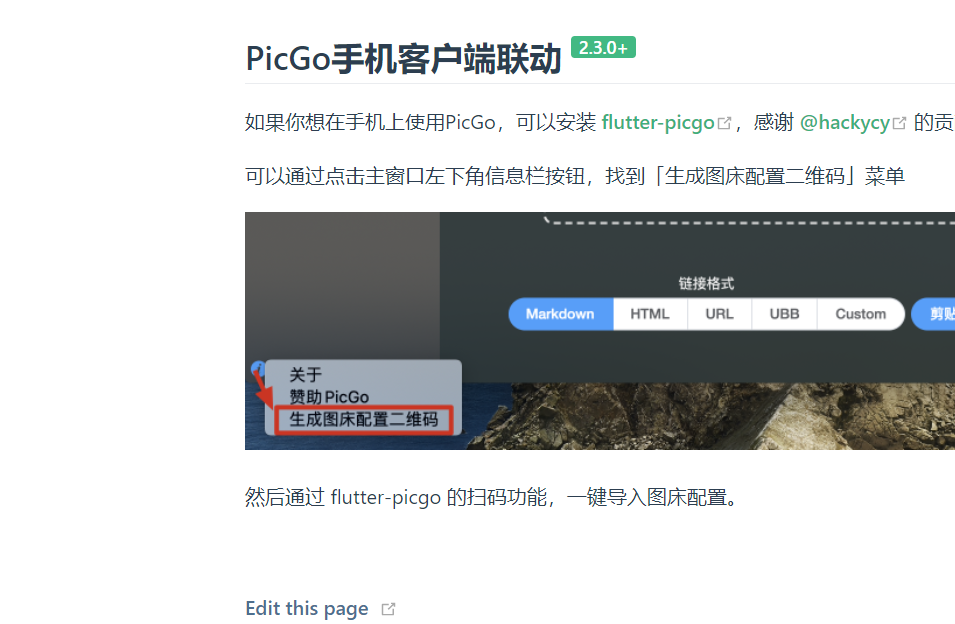 PicGo手机客户端联动 2.3.0+
如果你想在手机上使用PicGo，可以安装 flutter-picgo，感谢 @hackycy 的贡
可以通过点击主窗口左下角信息栏按钮，找到「生成图床配置二维码」菜单
链接格式
Markdown HTML URL UBB Custom 剪贴
关于
赞助 PicGo
生成图床配置二维码
然后通过 flutter-picgo 的扫码功能，一键导入图床配置。
Edit this page